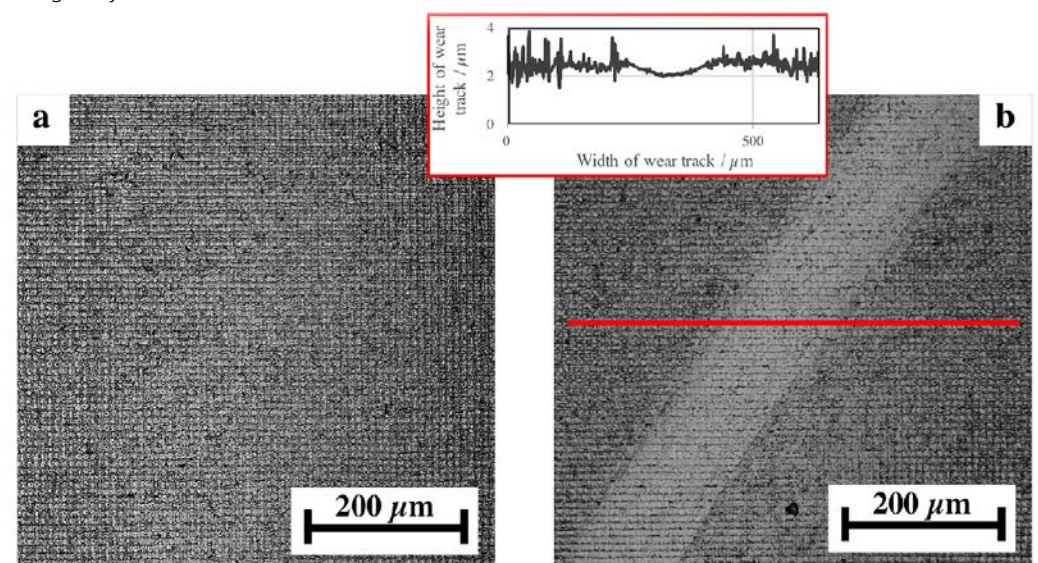 4
Height of wear
track / µm
2
0
0
500
Width of wear track / µm
a
b
200 µm
200 µm